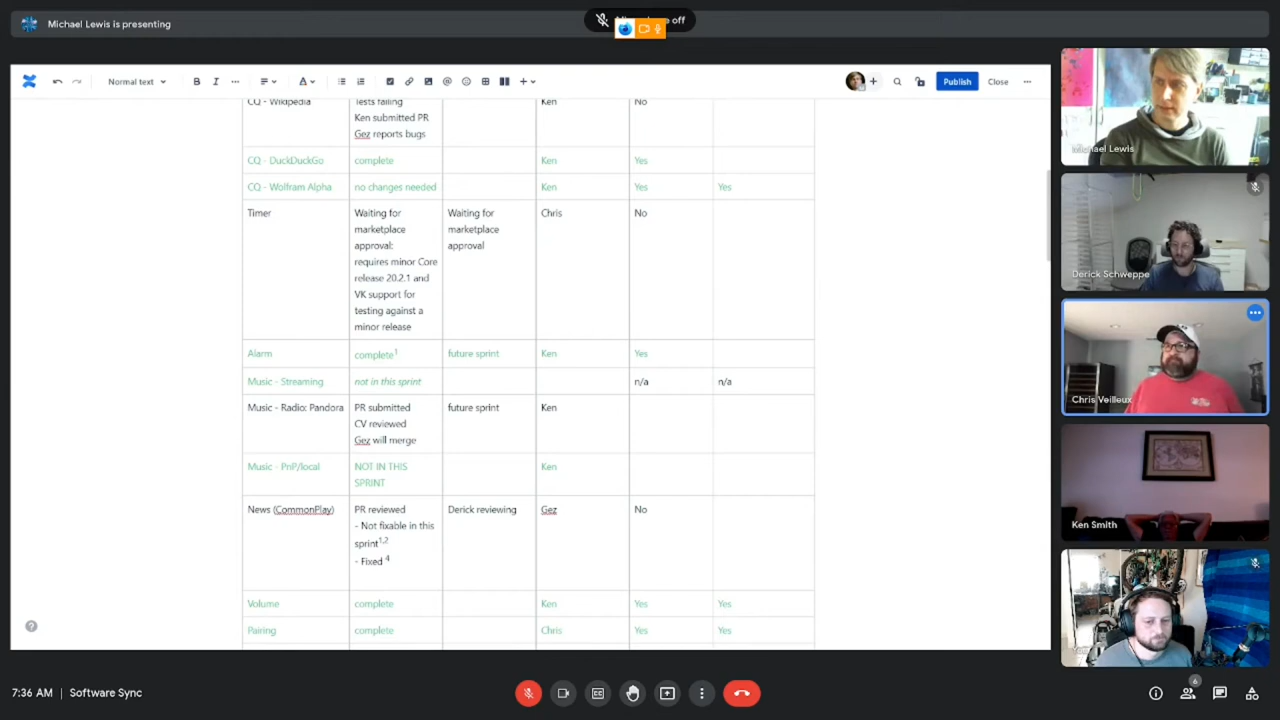 Michael Lewis is presenting
off
Normal text
B
I
Publish
Close
CQ - Wikipedia
Tests failing
Ken submitted PR
Gez reports bugs
Ken
No
CQ - DuckDuckGo
complete
Ken
Yes
CQ - Wolfram Alpha
no changes needed
Ken
Yes
Yes
Timer
Waiting for
marketplace
approval:
requires minor Core
release 20.2.1 and
VK support for
testing against a
minor release
Waiting for
marketplace
approval
Chris
No
Alarm
complete1
future sprint
Ken
Yes
Music - Streaming
not in this sprint
n/a
n/a
Music - Radio: Pandora
PR submitted
CV reviewed
Gez will merge
future sprint
Ken
Music - PnP/local
NOT IN THIS
SPRINT
Ken
News (CommonPlay)
PR reviewed
- Not fixable in this
sprint1,2
- Fixed 4
Derick reviewing
Gez
No
Volume
complete
Ken
Yes
Yes
Pairing
complete
Chris
Yes
Yes
Michael Lewis
Derick Schweppe
Chris Veilleux
Ken Smith
7:36 AM | Software Sync
6